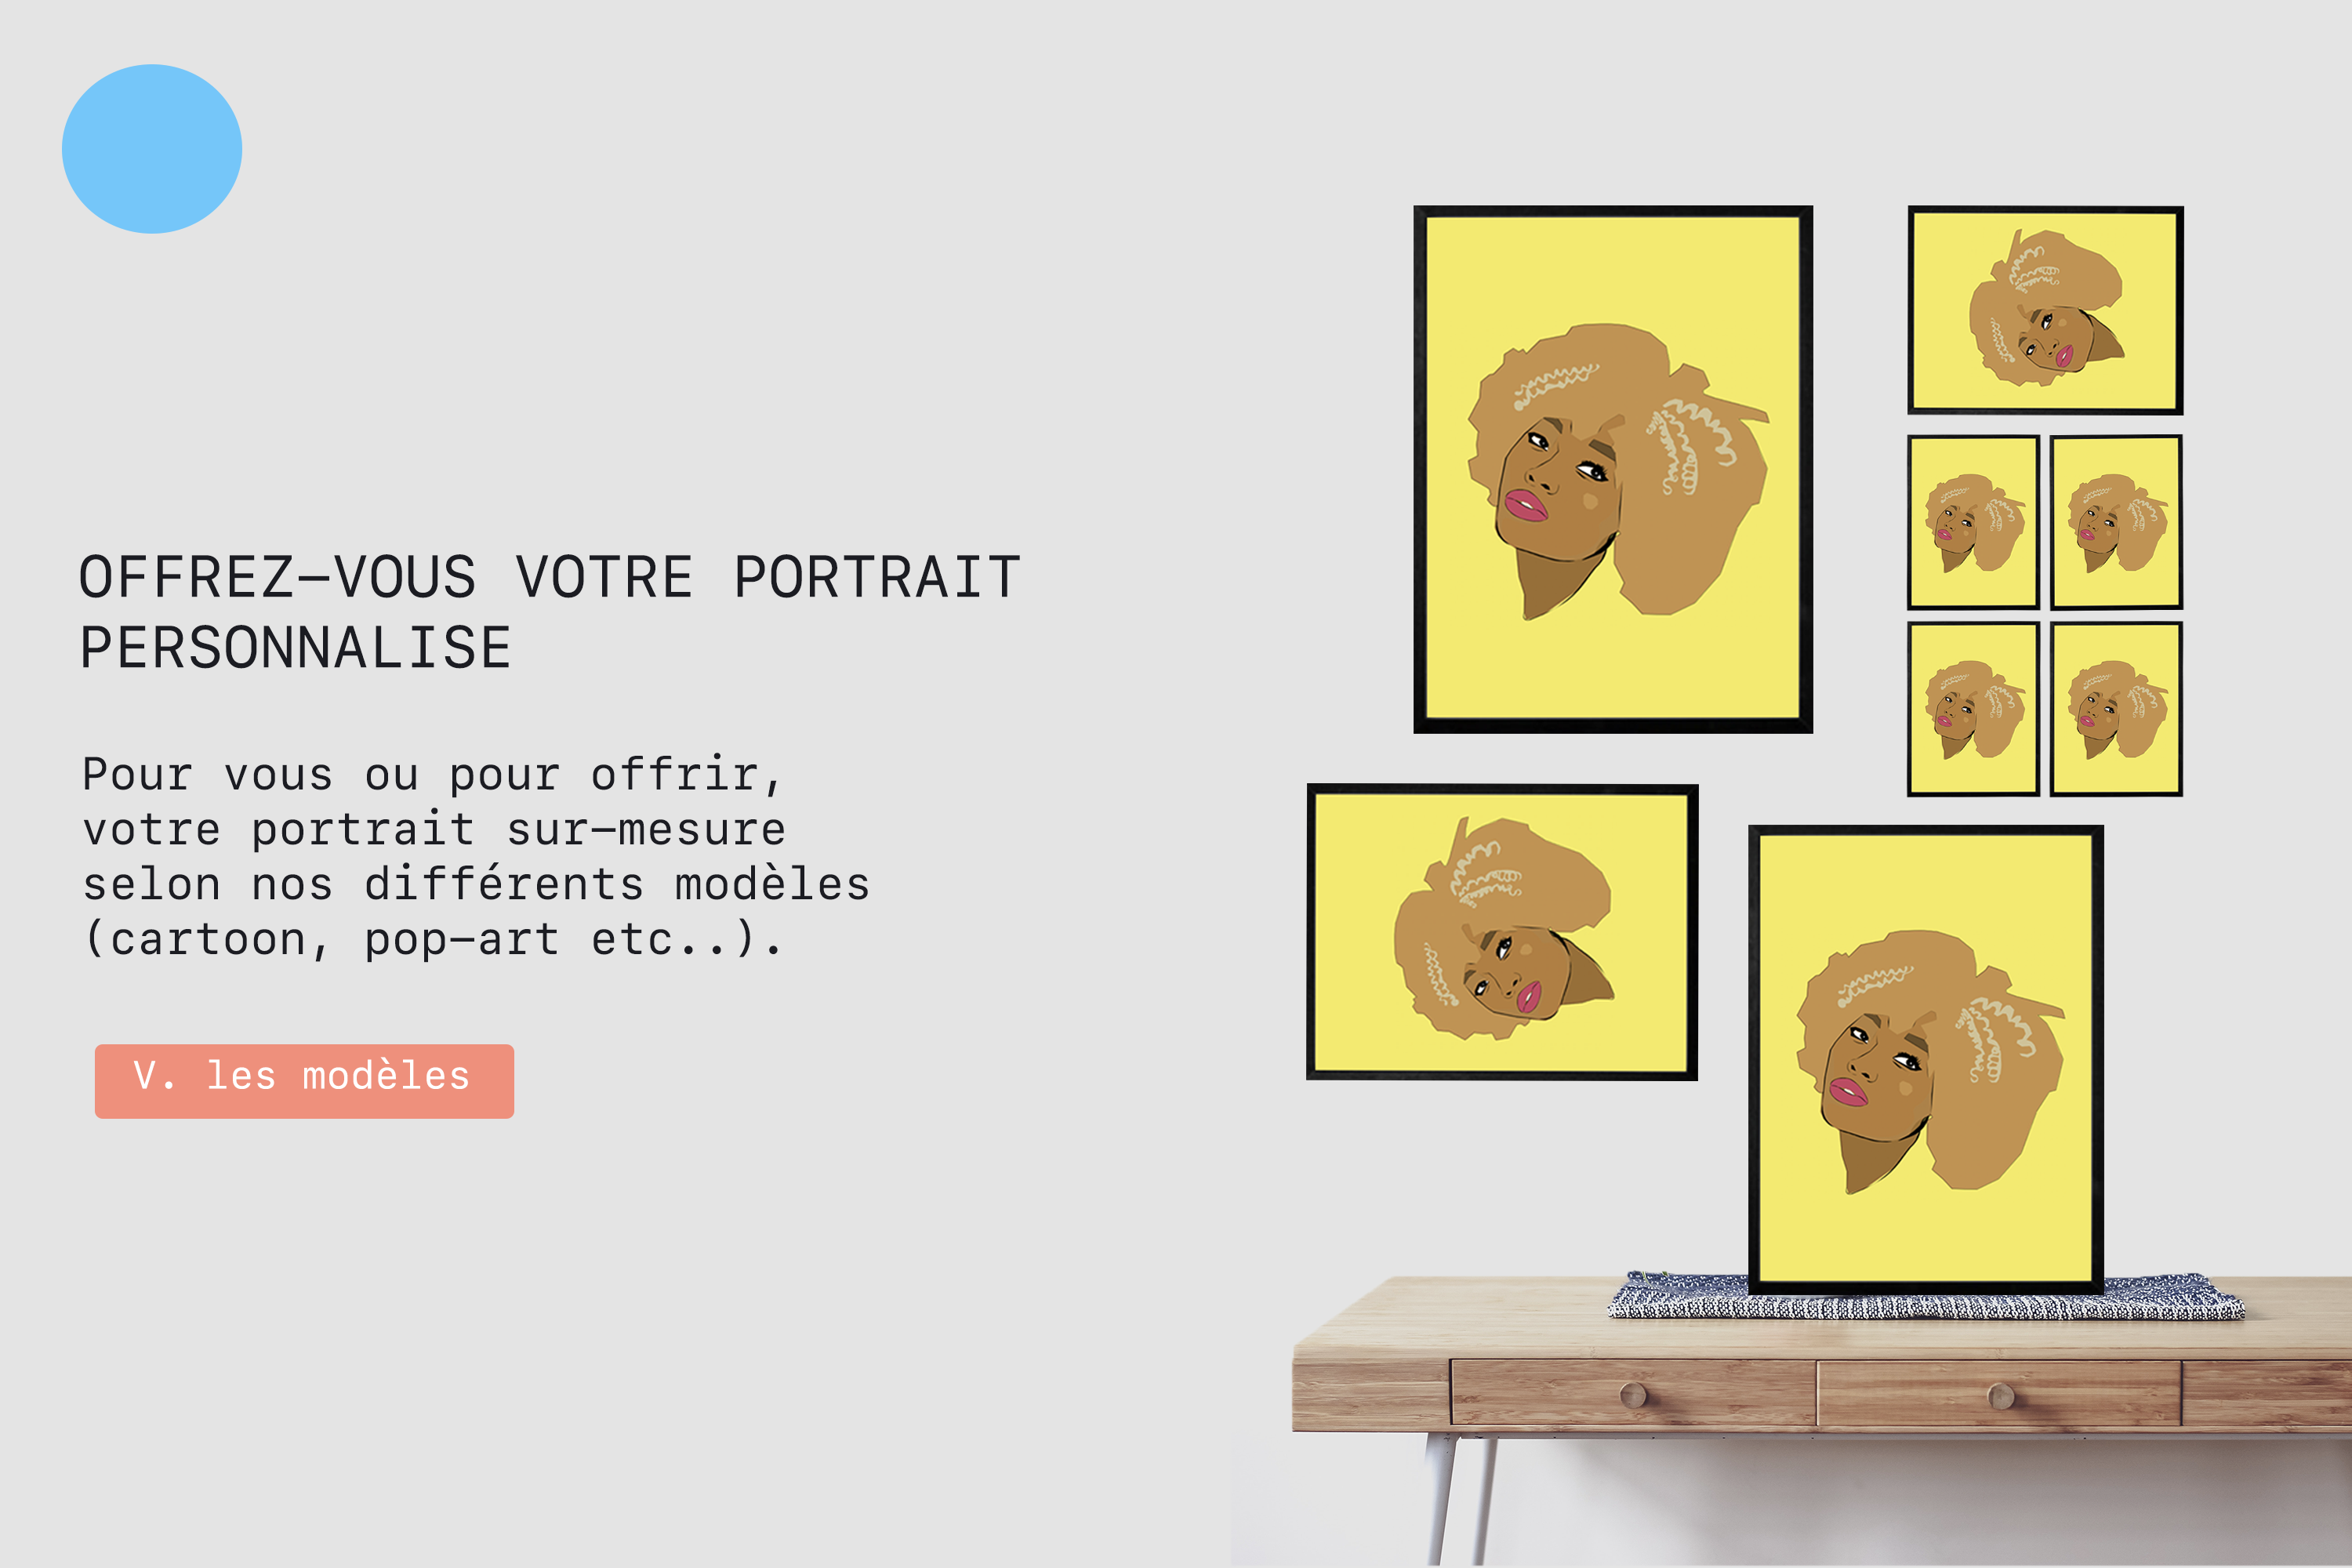 OFFREZ-VOUS VOTRE PORTRAIT
PERSONNALISE
Pour vous ou pour offrir,
votre portrait sur-mesure
selon nos différents modèles
(cartoon, pop-art etc..).
V. les modèles